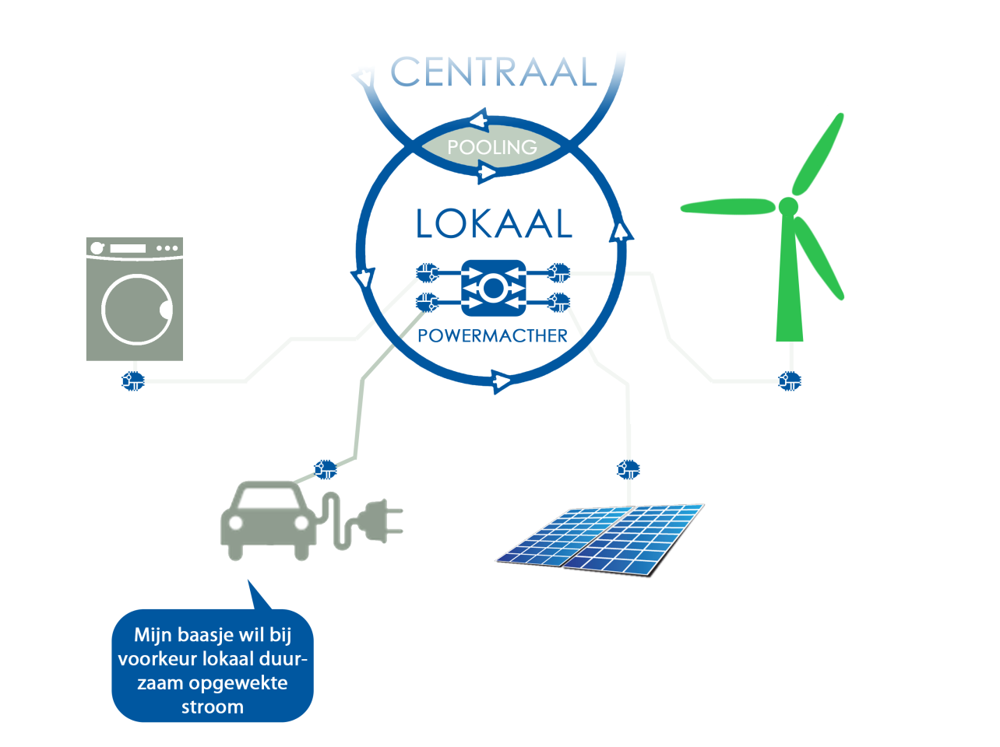 CENTRAAL
POOLING
LOKAAL
POWERMACTHER
Mijn baasje wil bij
voorkeur lokaal duur-
zaam opgewekte
stroom